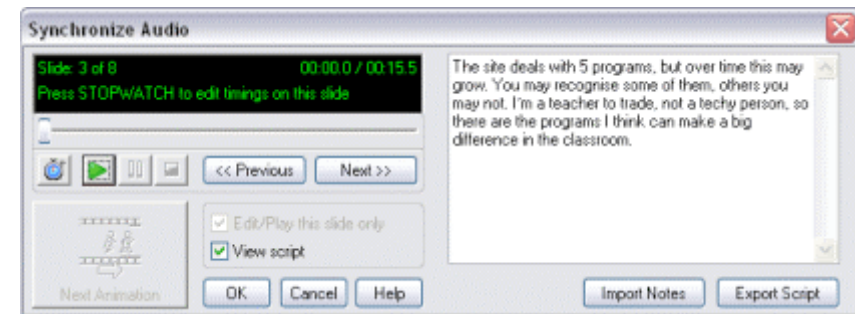 Synchronize Audio
Slide: 3 of 8 00:00.0 / 00:15.5
Press STOPWATCH to edit timings on this slide
<< Previous Next >>
Edit/Play this slide only
View script
Next Animation
OK Cancel Help
The site deals with 5 programs, but over time this may
grow. You may recognise some of them, others you
may not. I'm a teacher to trade, not a techy person, so
there are the programs I think can make a big
difference in the classroom.
Import Notes Export Script